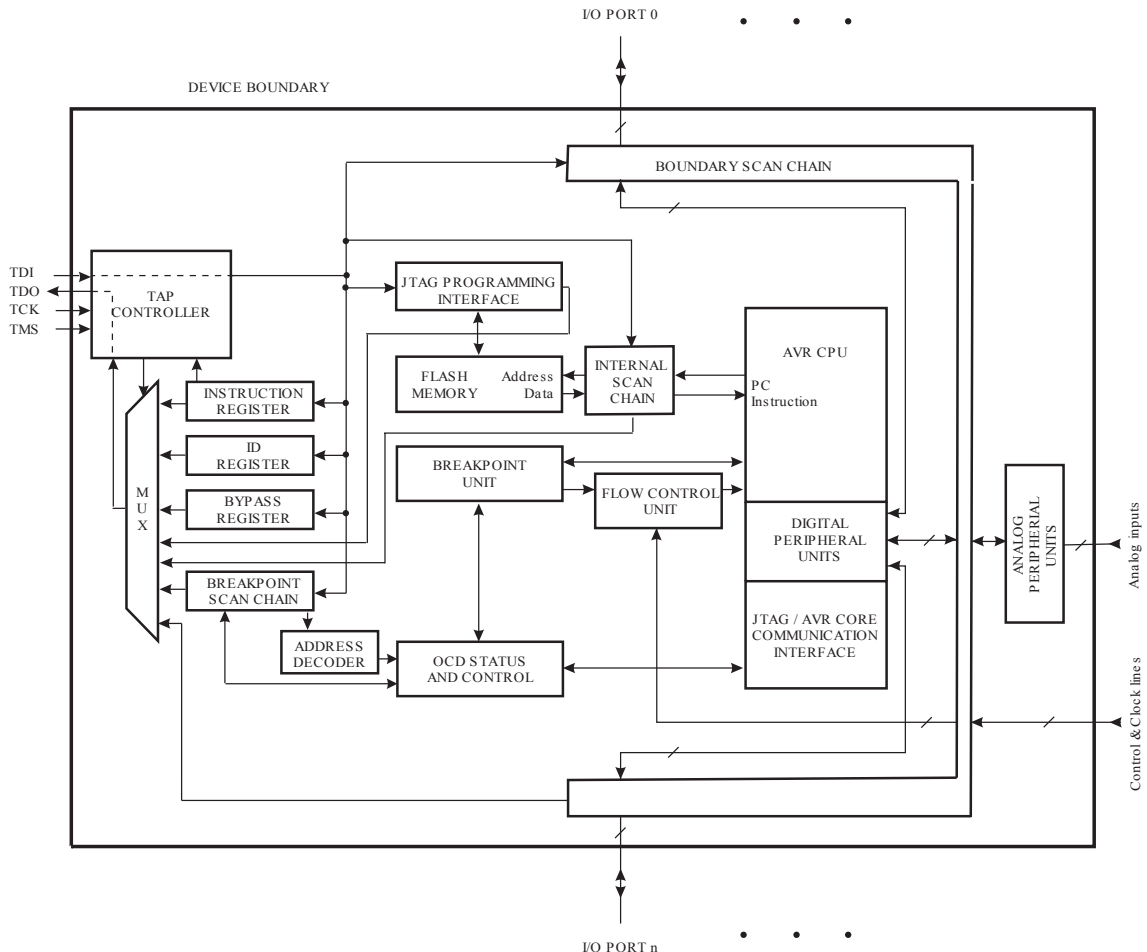 I/O PORT 0
DEVICE BOUNDARY
BOUNDARY SCAN CHAIN
TDI
TDO
TCK
TMS
TAP
CONTROLLER
JTAG PROGRAMMING
INTERFACE
FLASH
MEMORY
Address
Data
INTERNAL
SCAN
CHAIN
AVR CPU
PC
Instruction
INSTRUCTION
REGISTER
ID
REGISTER
BYPASS
REGISTER
MUX
BREAKPOINT
UNIT
FLOW CONTROL
UNIT
DIGITAL
PERIPHERAL
UNITS
ANALOG
PERIPHERIAL
UNITS
Analog inputs
BREAKPOINT
SCAN CHAIN
ADDRESS
DECODER
OCD STATUS
AND CONTROL
JTAG / AVR CORE
COMMUNICATION
INTERFACE
Control & Clock lines
I/O PORT n